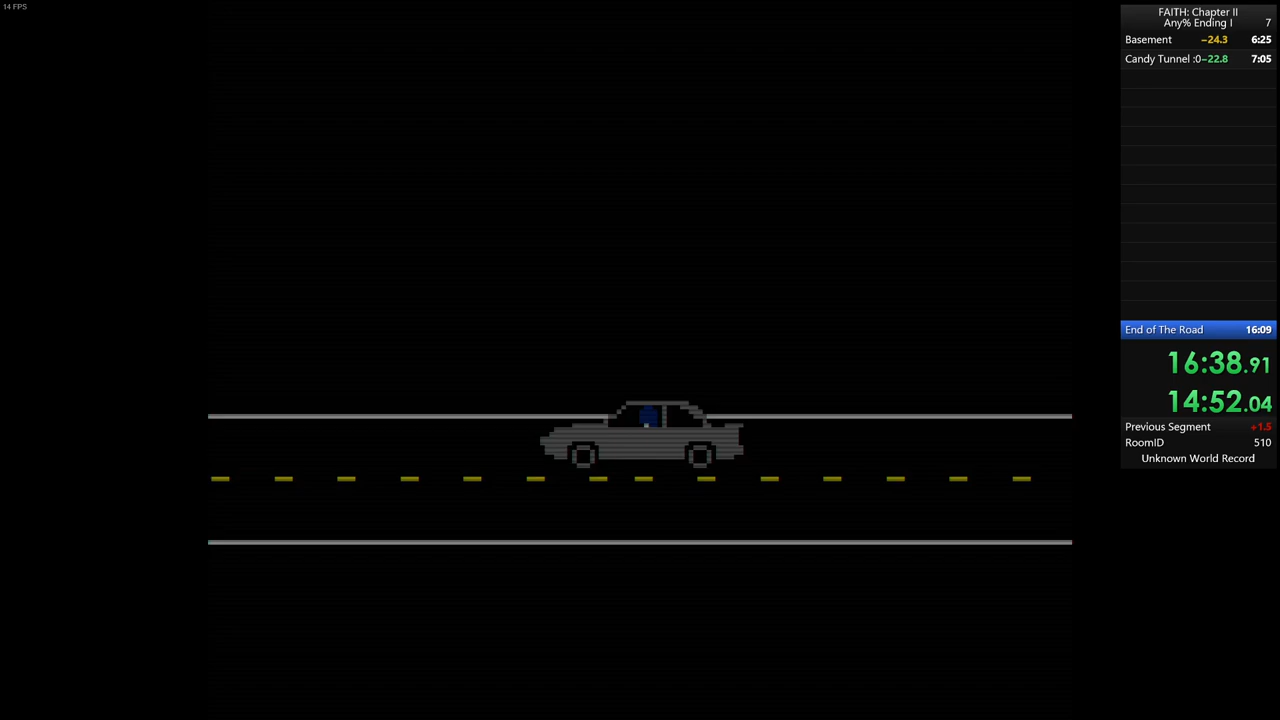 14 FPS
FAITH: Chapter II
Any% Ending I 7
Basement -24.3 6:25
Candy Tunnel :0 -22.8 7:05
End of The Road 16:09
16:38.91
14:52.04
Previous Segment +1.5
RoomID 510
Unknown World Record